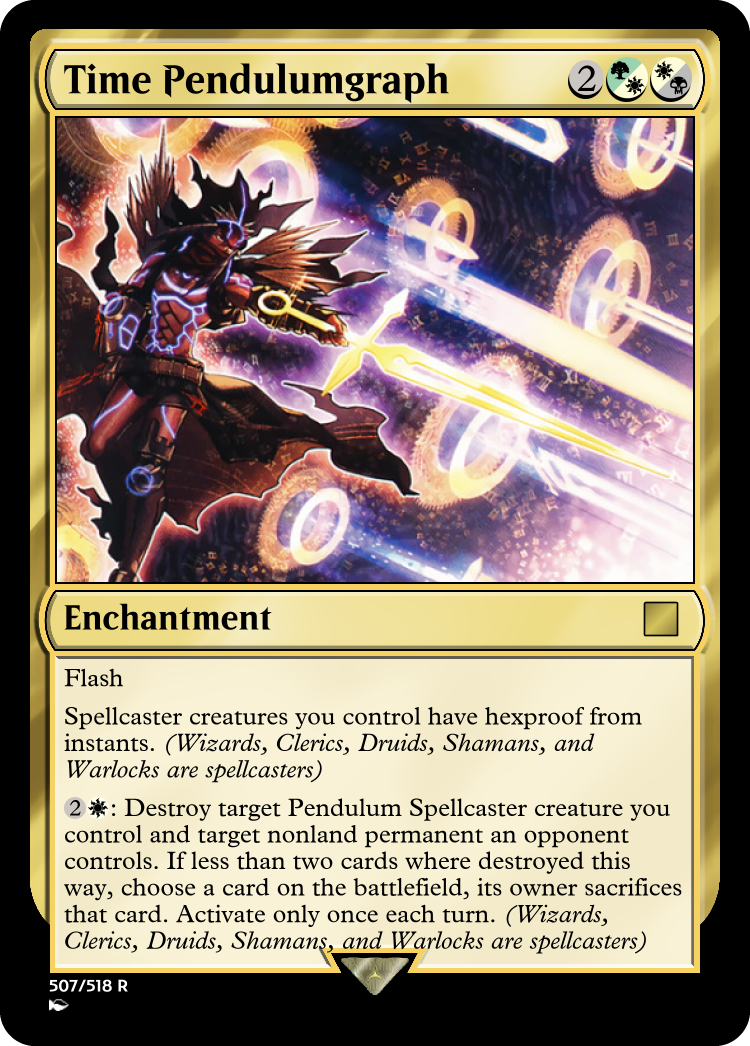 Time Pendulumgraph 2
Enchantment
Flash
Spellcaster creatures you control have hexproof from
instants. (Wizards, Clerics, Druids, Shamans, and
Warlocks are spellcasters)
2: Destroy target Pendulum Spellcaster creature you
control and target nonland permanent an opponent
controls. If less than two cards where destroyed this
way, choose a card on the battlefield, its owner sacrifices
that card. Activate only once each turn. (Wizards,
Clerics, Druids, Shamans, and Warlocks are spellcasters)
507/518 R